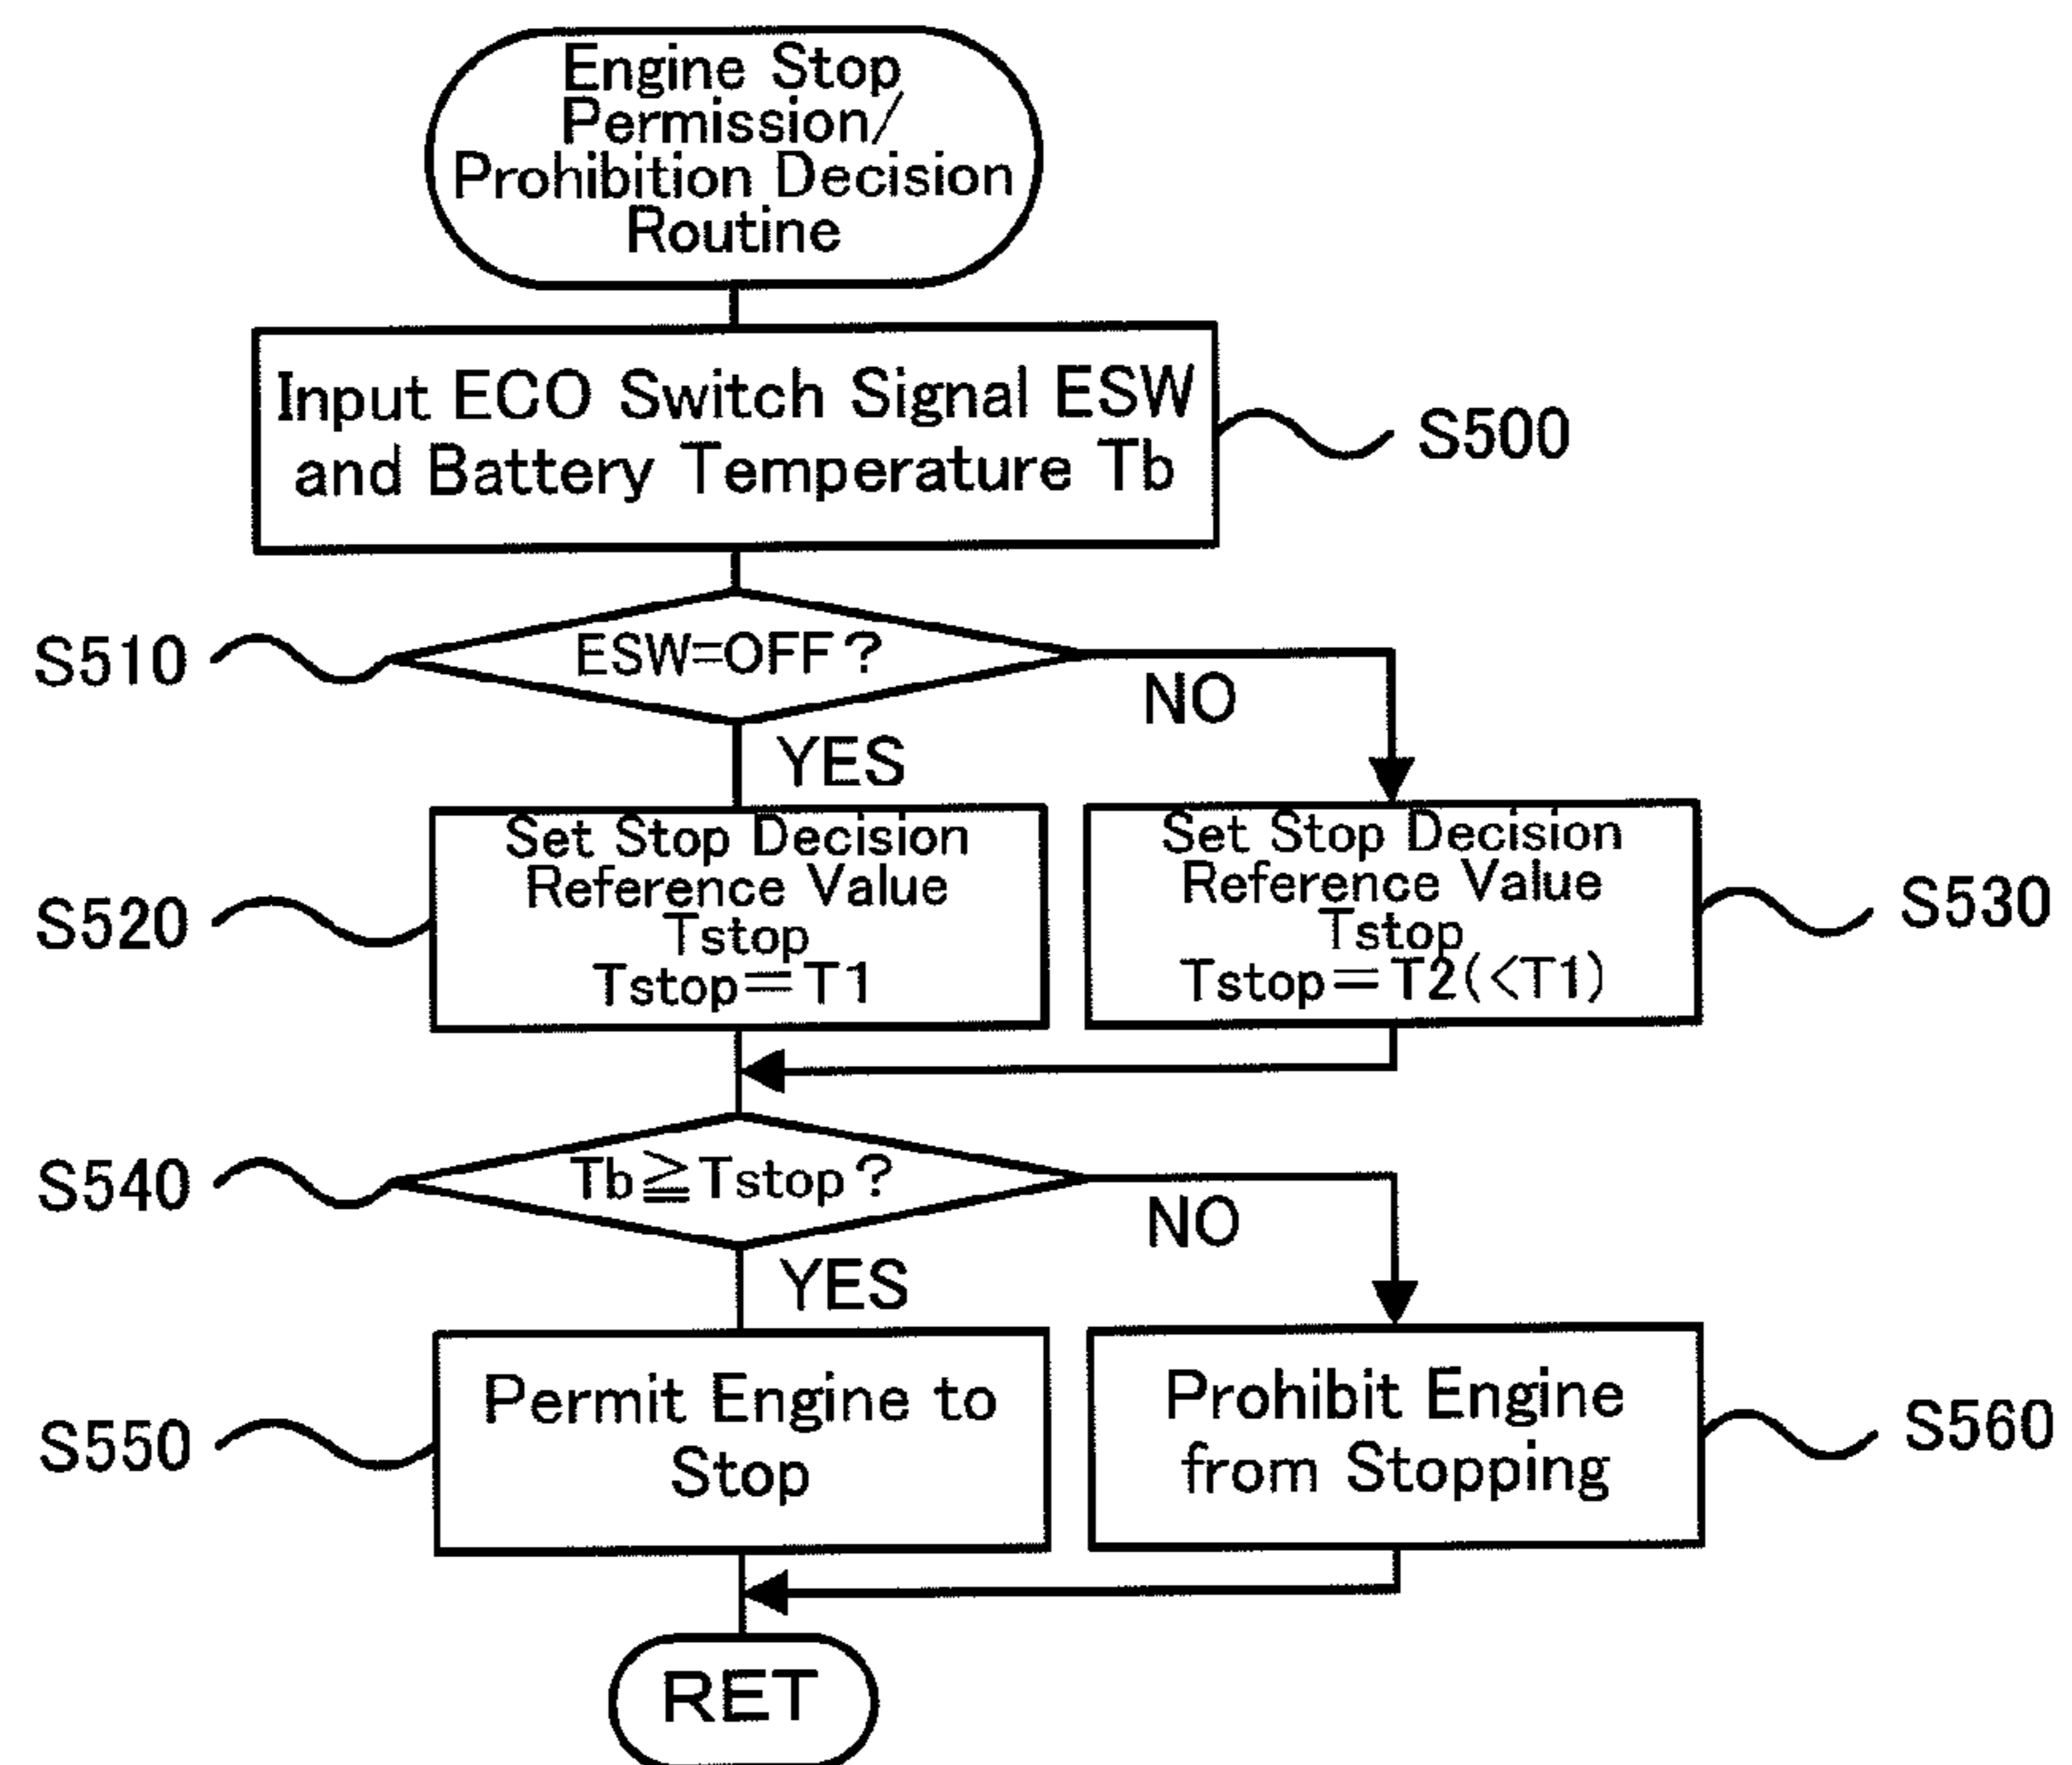 Engine Stop
Permission/
Prohibition Decision
Routine
Input ECO Switch Signal ESW
and Battery Temperature Tb
S500
S510
ESW=OFF?
NO
YES
Set Stop Decision
Reference Value
Tstop
Tstop=T1
S520
Set Stop Decision
Reference Value
Tstop
Tstop=T2(<T1)
S530
S540
Tb≧Tstop?
NO
YES
Permit Engine to
Stop
S550
Prohibit Engine
from Stopping
S560
RET